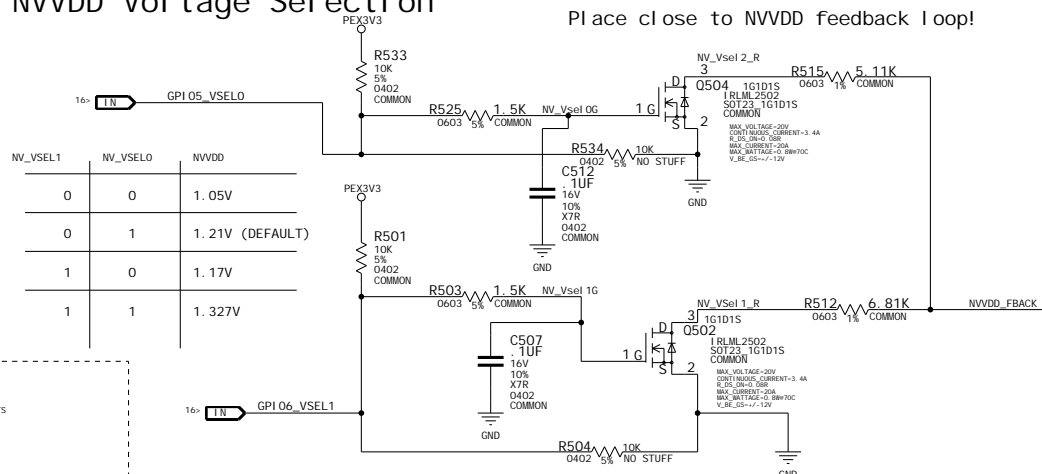 NVVDD Voltage Selection
Place close to NVVDD feedback loop!
PEX3V3
R533
10K
5%
0402
COMMON
16> IN GPIO5_VSEL0
R525 1.5K NV_Vsel0G
0603 5% COMMON
NV_Vsel2_R
3
D
Q504
1G1D1S
IRLML2502
SOT23_1G1D1S
COMMON
1 G
S 2
MAX_VOLTAGE=20V
CONTINUOUS_CURRENT=3.4A
R_DS_ON=0.08R
MAX_CURRENT=20A
MAX_WATTAGE=0.8W@70C
V_BE_GS=+/-12V
R515 5.11K
0603 1% COMMON
R534 10K
0402 5% NO STUFF
GND
C512
.1UF
16V
10%
X7R
0402
COMMON
GND
NV_VSEL1 NV_VSEL0 NVVDD
0 0 1.05V
0 1 1.21V (DEFAULT)
1 0 1.17V
1 1 1.327V
PEX3V3
R501
10K
5%
0402
COMMON
R503 1.5K NV_Vsel1G
0603 5% COMMON
C507
.1UF
16V
10%
X7R
0402
COMMON
GND
NV_Vsel1_R
3
1G1D1S
D
Q502
IRLML2502
SOT23_1G1D1S
COMMON
1 G
S 2
MAX_VOLTAGE=20V
CONTINUOUS_CURRENT=3.4A
R_DS_ON=0.08R
MAX_CURRENT=20A
MAX_WATTAGE=0.8W@70C
V_BE_GS=+/-12V
R512 6.81K
0603 1% COMMON
NVVDD_FBACK
16> IN GPIO6_VSEL1
R504 10K
0402 5% NO STUFF
GND